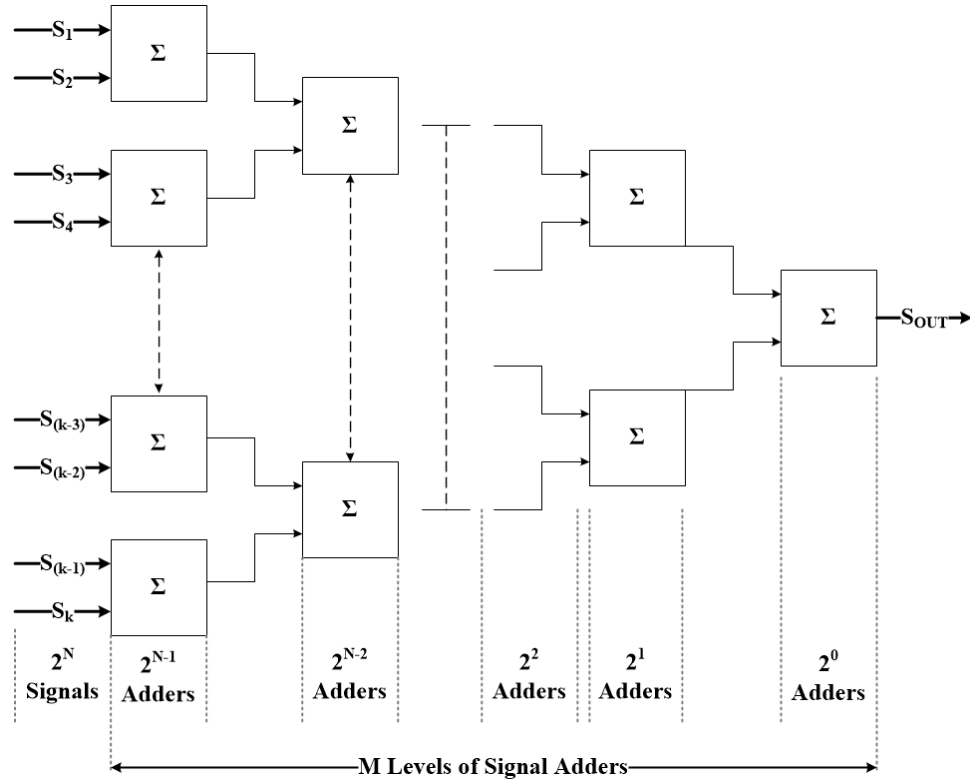 S₁
Σ
S₂
Σ
S₃
Σ
S₄
Σ
Σ
S_OUT
S₍ₖ₋₃₎
Σ
S₍ₖ₋₂₎
Σ
Σ
S₍ₖ₋₁₎
Σ
Sₖ
2ᴺ Signals
2ᴺ⁻¹ Adders
2ᴺ⁻² Adders
2² Adders
2¹ Adders
2⁰ Adders
M Levels of Signal Adders